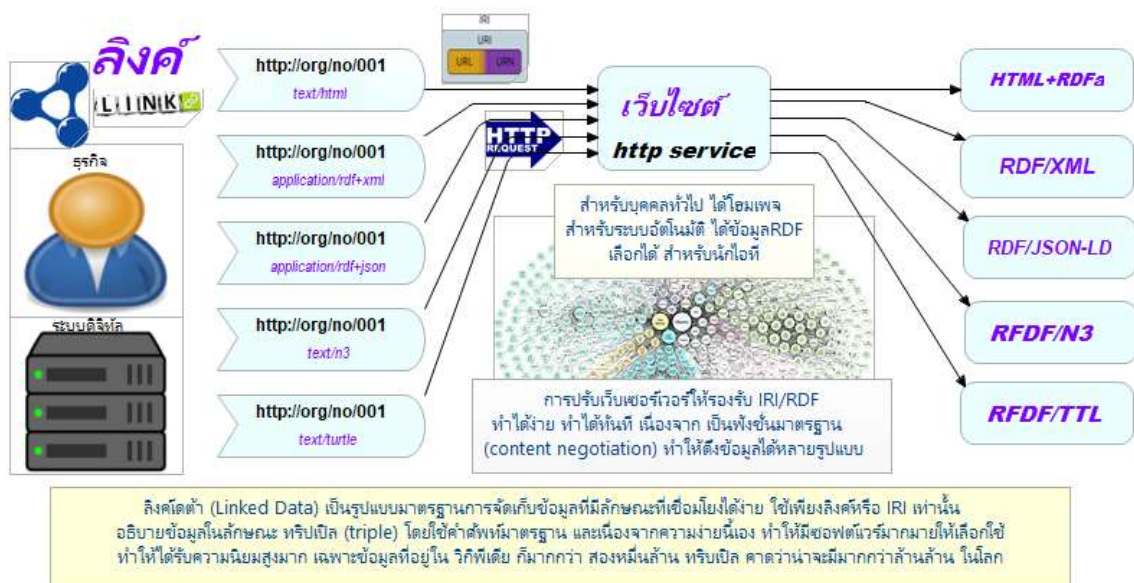 ลิงค์
LINK
IRI
URI
URL URN
http://org/no/001
text/html
http://org/no/001
application/rdf+xml
http://org/no/001
application/rdf+json
http://org/no/001
text/n3
http://org/no/001
text/turtle
ธุรกิจ
ระบบดิจิทัล
HTTP
REQUEST
เว็บไซต์
http service
สำหรับบุคคลทั่วไป ได้โฮมเพจ
สำหรับระบบอัตโนมัติ ได้ข้อมูลRDF
เลือกได้ สำหรับนักไอที
การปรับเว็บเซอร์เวอร์ให้รองรับ IRI/RDF
ทำได้ง่าย ทำได้ทันที เนื่องจาก เป็นฟังชั่นมาตรฐาน
(content negotiation) ทำให้ดึงข้อมูลได้หลายรูปแบบ
HTML+RDFa
RDF/XML
RDF/JSON-LD
RFDF/N3
RFDF/TTL
ลิงค์โดต้า (Linked Data) เป็นรูปแบบมาตรฐานการจัดเก็บข้อมูลที่มีลักษณะที่เชื่อมโยงได้ง่าย ใช้เพียงลิงค์หรือ IRI เท่านั้น
อธิบายข้อมูลในลักษณะ ทริปเปิล (triple) โดยใช้คำศัพท์มาตรฐาน และเนื่องจากความง่ายนี้เอง ทำให้มีซอฟต์แวร์มากมายให้เลือกใช้
ทำให้ได้รับความนิยมสูงมาก เฉพาะข้อมูลที่อยู่ใน วิกิพีเดีย ก็มากกว่า สองหมื่นล้าน ทริบเปิล คาดว่าน่าจะมีมากกว่าล้านล้าน ในโลก